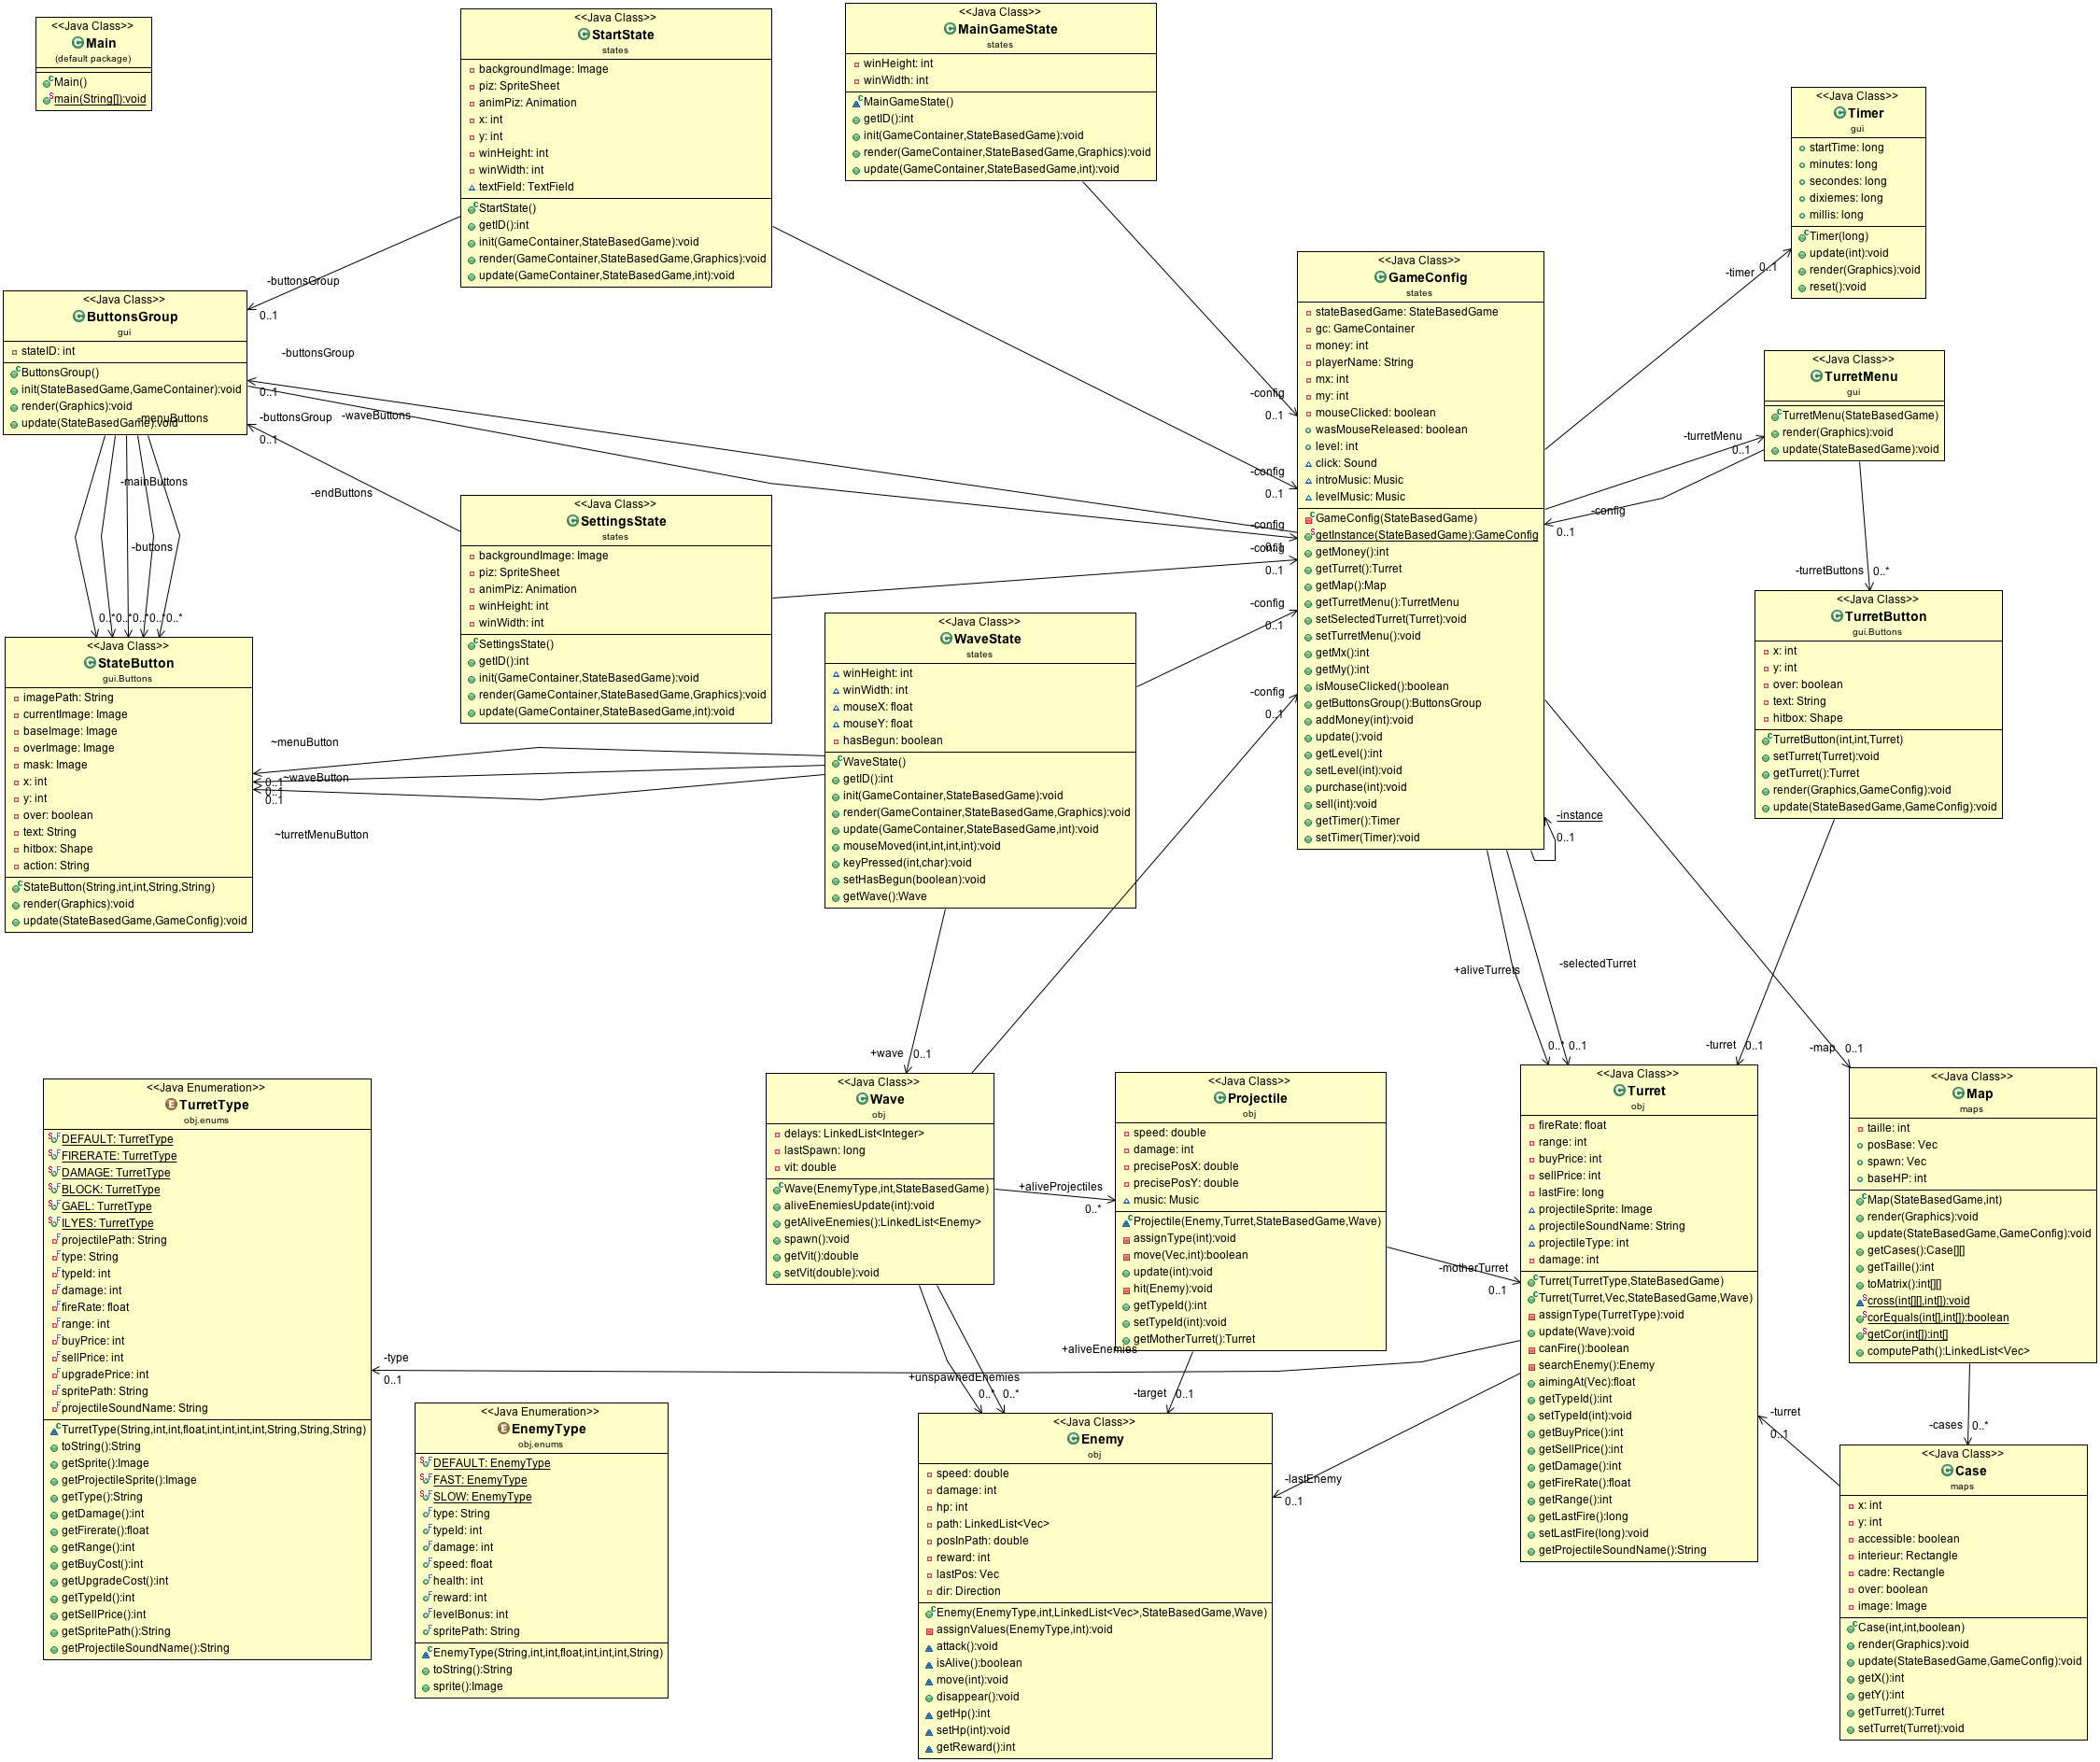 <<Java Class>>
Main
(default package)
Main()
main(String[]):void
<<Java Class>>
StartState
states
backgroundImage: Image
piz: SpriteSheet
animPiz: Animation
x: int
y: int
winHeight: int
winWidth: int
textField: TextField
StartState()
getID():int
init(GameContainer,StateBasedGame):void
render(GameContainer,StateBasedGame,Graphics):void
update(GameContainer,StateBasedGame,int):void
<<Java Class>>
MainGameState
states
winHeight: int
winWidth: int
MainGameState()
getID():int
init(GameContainer,StateBasedGame):void
render(GameContainer,StateBasedGame,Graphics):void
update(GameContainer,StateBasedGame,int):void
<<Java Class>>
Timer
gui
startTime: long
minutes: long
secondes: long
dixiemes: long
millis: long
Timer(long)
update(int):void
render(Graphics):void
reset():void
<<Java Class>>
ButtonsGroup
gui
stateID: int
ButtonsGroup()
init(StateBasedGame,GameContainer):void
render(Graphics):void
update(StateBasedGame):void
-buttonsGroup
0..1
-buttonsGroup
0..1
-buttonsGroup
0..1
-waveButtons
-menuButtons
-mainButtons
-buttons
-endButtons
0..*
0..*
0..*
0..*
0..*
<<Java Class>>
GameConfig
states
stateBasedGame: StateBasedGame
gc: GameContainer
money: int
playerName: String
mx: int
my: int
mouseClicked: boolean
wasMouseReleased: boolean
level: int
click: Sound
introMusic: Music
levelMusic: Music
GameConfig(StateBasedGame)
getInstance(StateBasedGame):GameConfig
getMoney():int
getTurret():Turret
getMap():Map
getTurretMenu():TurretMenu
setSelectedTurret(Turret):void
setTurretMenu():void
getMx():int
getMy():int
isMouseClicked():boolean
getButtonsGroup():ButtonsGroup
addMoney(int):void
update():void
getLevel():int
setLevel(int):void
purchase(int):void
sell(int):void
getTimer():Timer
setTimer(Timer):void
-config
0..1
-config
0..1
-config
0..1
-config
0..1
-config
0..1
-config
0..1
-timer
0..1
-turretMenu
0..1
-config
0..1
-instance
0..1
<<Java Class>>
TurretMenu
gui
TurretMenu(StateBasedGame)
render(Graphics):void
update(StateBasedGame):void
-turretButtons
0..*
<<Java Class>>
SettingsState
states
backgroundImage: Image
piz: SpriteSheet
animPiz: Animation
winHeight: int
winWidth: int
SettingsState()
getID():int
init(GameContainer,StateBasedGame):void
render(GameContainer,StateBasedGame,Graphics):void
update(GameContainer,StateBasedGame,int):void
<<Java Class>>
TurretButton
gui.Buttons
x: int
y: int
over: boolean
text: String
hitbox: Shape
TurretButton(int,int,Turret)
setTurret(Turret):void
getTurret():Turret
render(Graphics,GameConfig):void
update(StateBasedGame,GameConfig):void
<<Java Class>>
StateButton
gui.Buttons
imagePath: String
currentImage: Image
baseImage: Image
overImage: Image
mask: Image
x: int
y: int
over: boolean
text: String
hitbox: Shape
action: String
StateButton(String,int,int,String,String)
render(Graphics):void
update(StateBasedGame,GameConfig):void
~menuButton
~waveButton
0..1
0..1
0..1
~turretMenuButton
<<Java Class>>
WaveState
states
winHeight: int
winWidth: int
mouseX: float
mouseY: float
hasBegun: boolean
WaveState()
getID():int
init(GameContainer,StateBasedGame):void
render(GameContainer,StateBasedGame,Graphics):void
update(GameContainer,StateBasedGame,int):void
mouseMoved(int,int,int,int):void
keyPressed(int,char):void
setHasBegun(boolean):void
getWave():Wave
+wave
0..1
+aliveTurrets
0..*
-selectedTurret
0..1
-turret
0..1
-map
0..1
<<Java Enumeration>>
TurretType
obj.enums
DEFAULT: TurretType
FIRERATE: TurretType
DAMAGE: TurretType
BLOCK: TurretType
GAEL: TurretType
ILYES: TurretType
projectilePath: String
type: String
typeId: int
damage: int
fireRate: float
range: int
buyPrice: int
sellPrice: int
upgradePrice: int
spritePath: String
projectileSoundName: String
TurretType(String,int,int,float,int,int,int,int,String,String,String)
toString():String
getSprite():Image
getProjectileSprite():Image
getType():String
getDamage():int
getFirerate():float
getRange():int
getBuyCost():int
getUpgradeCost():int
getTypeId():int
getSellPrice():int
getSpritePath():String
getProjectileSoundName():String
-type
0..1
<<Java Enumeration>>
EnemyType
obj.enums
DEFAULT: EnemyType
FAST: EnemyType
SLOW: EnemyType
type: String
typeId: int
damage: int
speed: float
health: int
reward: int
levelBonus: int
spritePath: String
EnemyType(String,int,int,float,int,int,int,String)
toString():String
sprite():Image
<<Java Class>>
Wave
obj
delays: LinkedList<Integer>
lastSpawn: long
vit: double
Wave(EnemyType,int,StateBasedGame)
aliveEnemiesUpdate(int):void
getAliveEnemies():LinkedList<Enemy>
spawn():void
getVit():double
setVit(double):void
+aliveProjectiles
0..*
+aliveEnemies
+unspawnedEnemies
0..*
0..*
<<Java Class>>
Projectile
obj
speed: double
damage: int
precisePosX: double
precisePosY: double
music: Music
Projectile(Enemy,Turret,StateBasedGame,Wave)
assignType(int):void
move(Vec,int):boolean
update(int):void
hit(Enemy):void
getTypeId():int
setTypeId(int):void
getMotherTurret():Turret
-motherTurret
0..1
-target
0..1
<<Java Class>>
Enemy
obj
speed: double
damage: int
hp: int
path: LinkedList<Vec>
posInPath: double
reward: int
lastPos: Vec
dir: Direction
Enemy(EnemyType,int,LinkedList<Vec>,StateBasedGame,Wave)
assignValues(EnemyType,int):void
attack():void
isAlive():boolean
move(int):void
disappear():void
getHp():int
setHp(int):void
getReward():int
-lastEnemy
0..1
<<Java Class>>
Turret
obj
fireRate: float
range: int
buyPrice: int
sellPrice: int
lastFire: long
projectileSprite: Image
projectileSoundName: String
projectileType: int
damage: int
Turret(TurretType,StateBasedGame)
Turret(Turret,Vec,StateBasedGame,Wave)
assignType(TurretType):void
update(Wave):void
canFire():boolean
searchEnemy():Enemy
aimingAt(Vec):float
getTypeId():int
setTypeId(int):void
getBuyPrice():int
getSellPrice():int
getDamage():int
getFireRate():float
getRange():int
getLastFire():long
setLastFire(long):void
getProjectileSoundName():String
<<Java Class>>
Map
maps
taille: int
posBase: Vec
spawn: Vec
baseHP: int
Map(StateBasedGame,int)
render(Graphics):void
update(StateBasedGame,GameConfig):void
getCases():Case[][]
getTaille():int
toMatrix():int[][]
cross(int[][],int[]):void
corEquals(int[],int[]):boolean
getCor(int[]):int[]
computePath():LinkedList<Vec>
-turret
0..1
-cases
0..*
<<Java Class>>
Case
maps
x: int
y: int
accessible: boolean
interieur: Rectangle
cadre: Rectangle
over: boolean
image: Image
Case(int,int,boolean)
render(Graphics):void
update(StateBasedGame,GameConfig):void
getX():int
getY():int
getTurret():Turret
setTurret(Turret):void